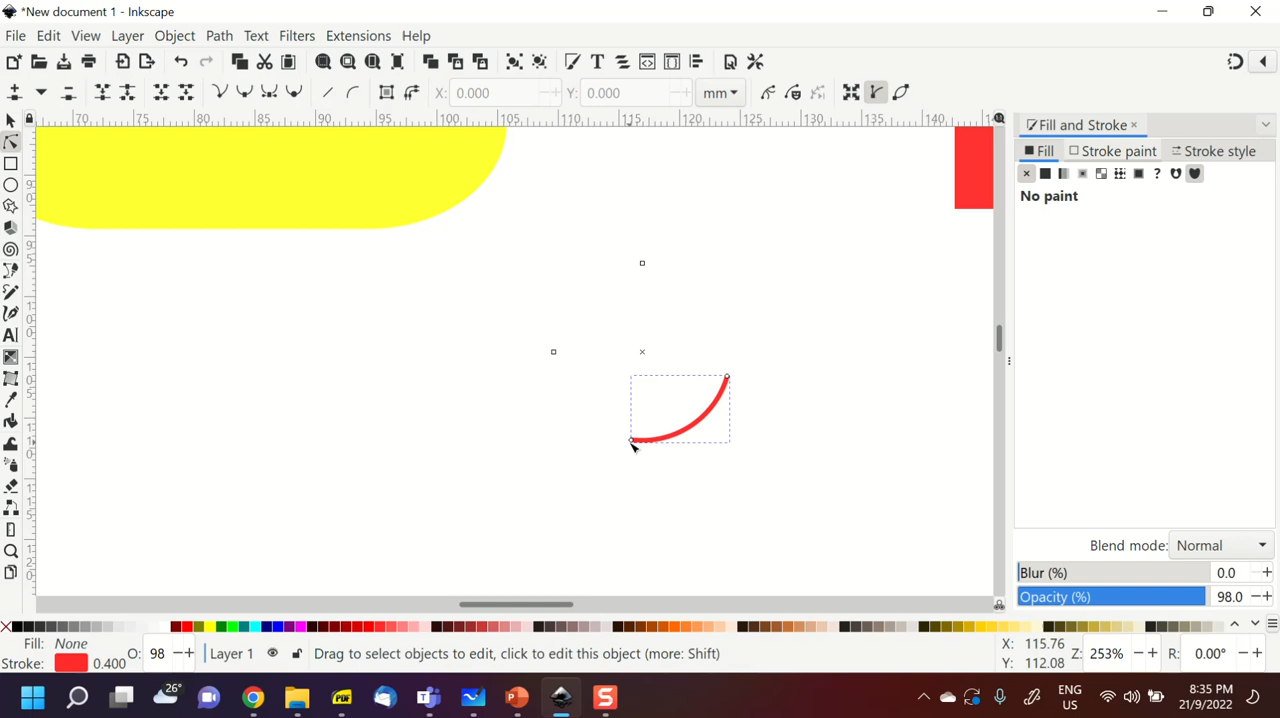 *New document 1 - Inkscape
File Edit View Layer Object Path Text Filters Extensions Help
X: 0.000 Y: 0.000 mm
70 75 80 85 90 95 100 105 110 115 120 125 130 135 140
Fill and Stroke
Fill Stroke paint Stroke style
?
No paint
Blend mode: Normal
Blur (%) 0.0
Opacity (%) 98.0
Fill: None
Stroke: 0.400 O: 98 Layer 1 Drag to select objects to edit, click to edit this object (more: Shift) X: 115.76 Y: 112.08 Z: 253% R: 0.00°
26°
PDF
ENG
US
8:35 PM
21/9/2022